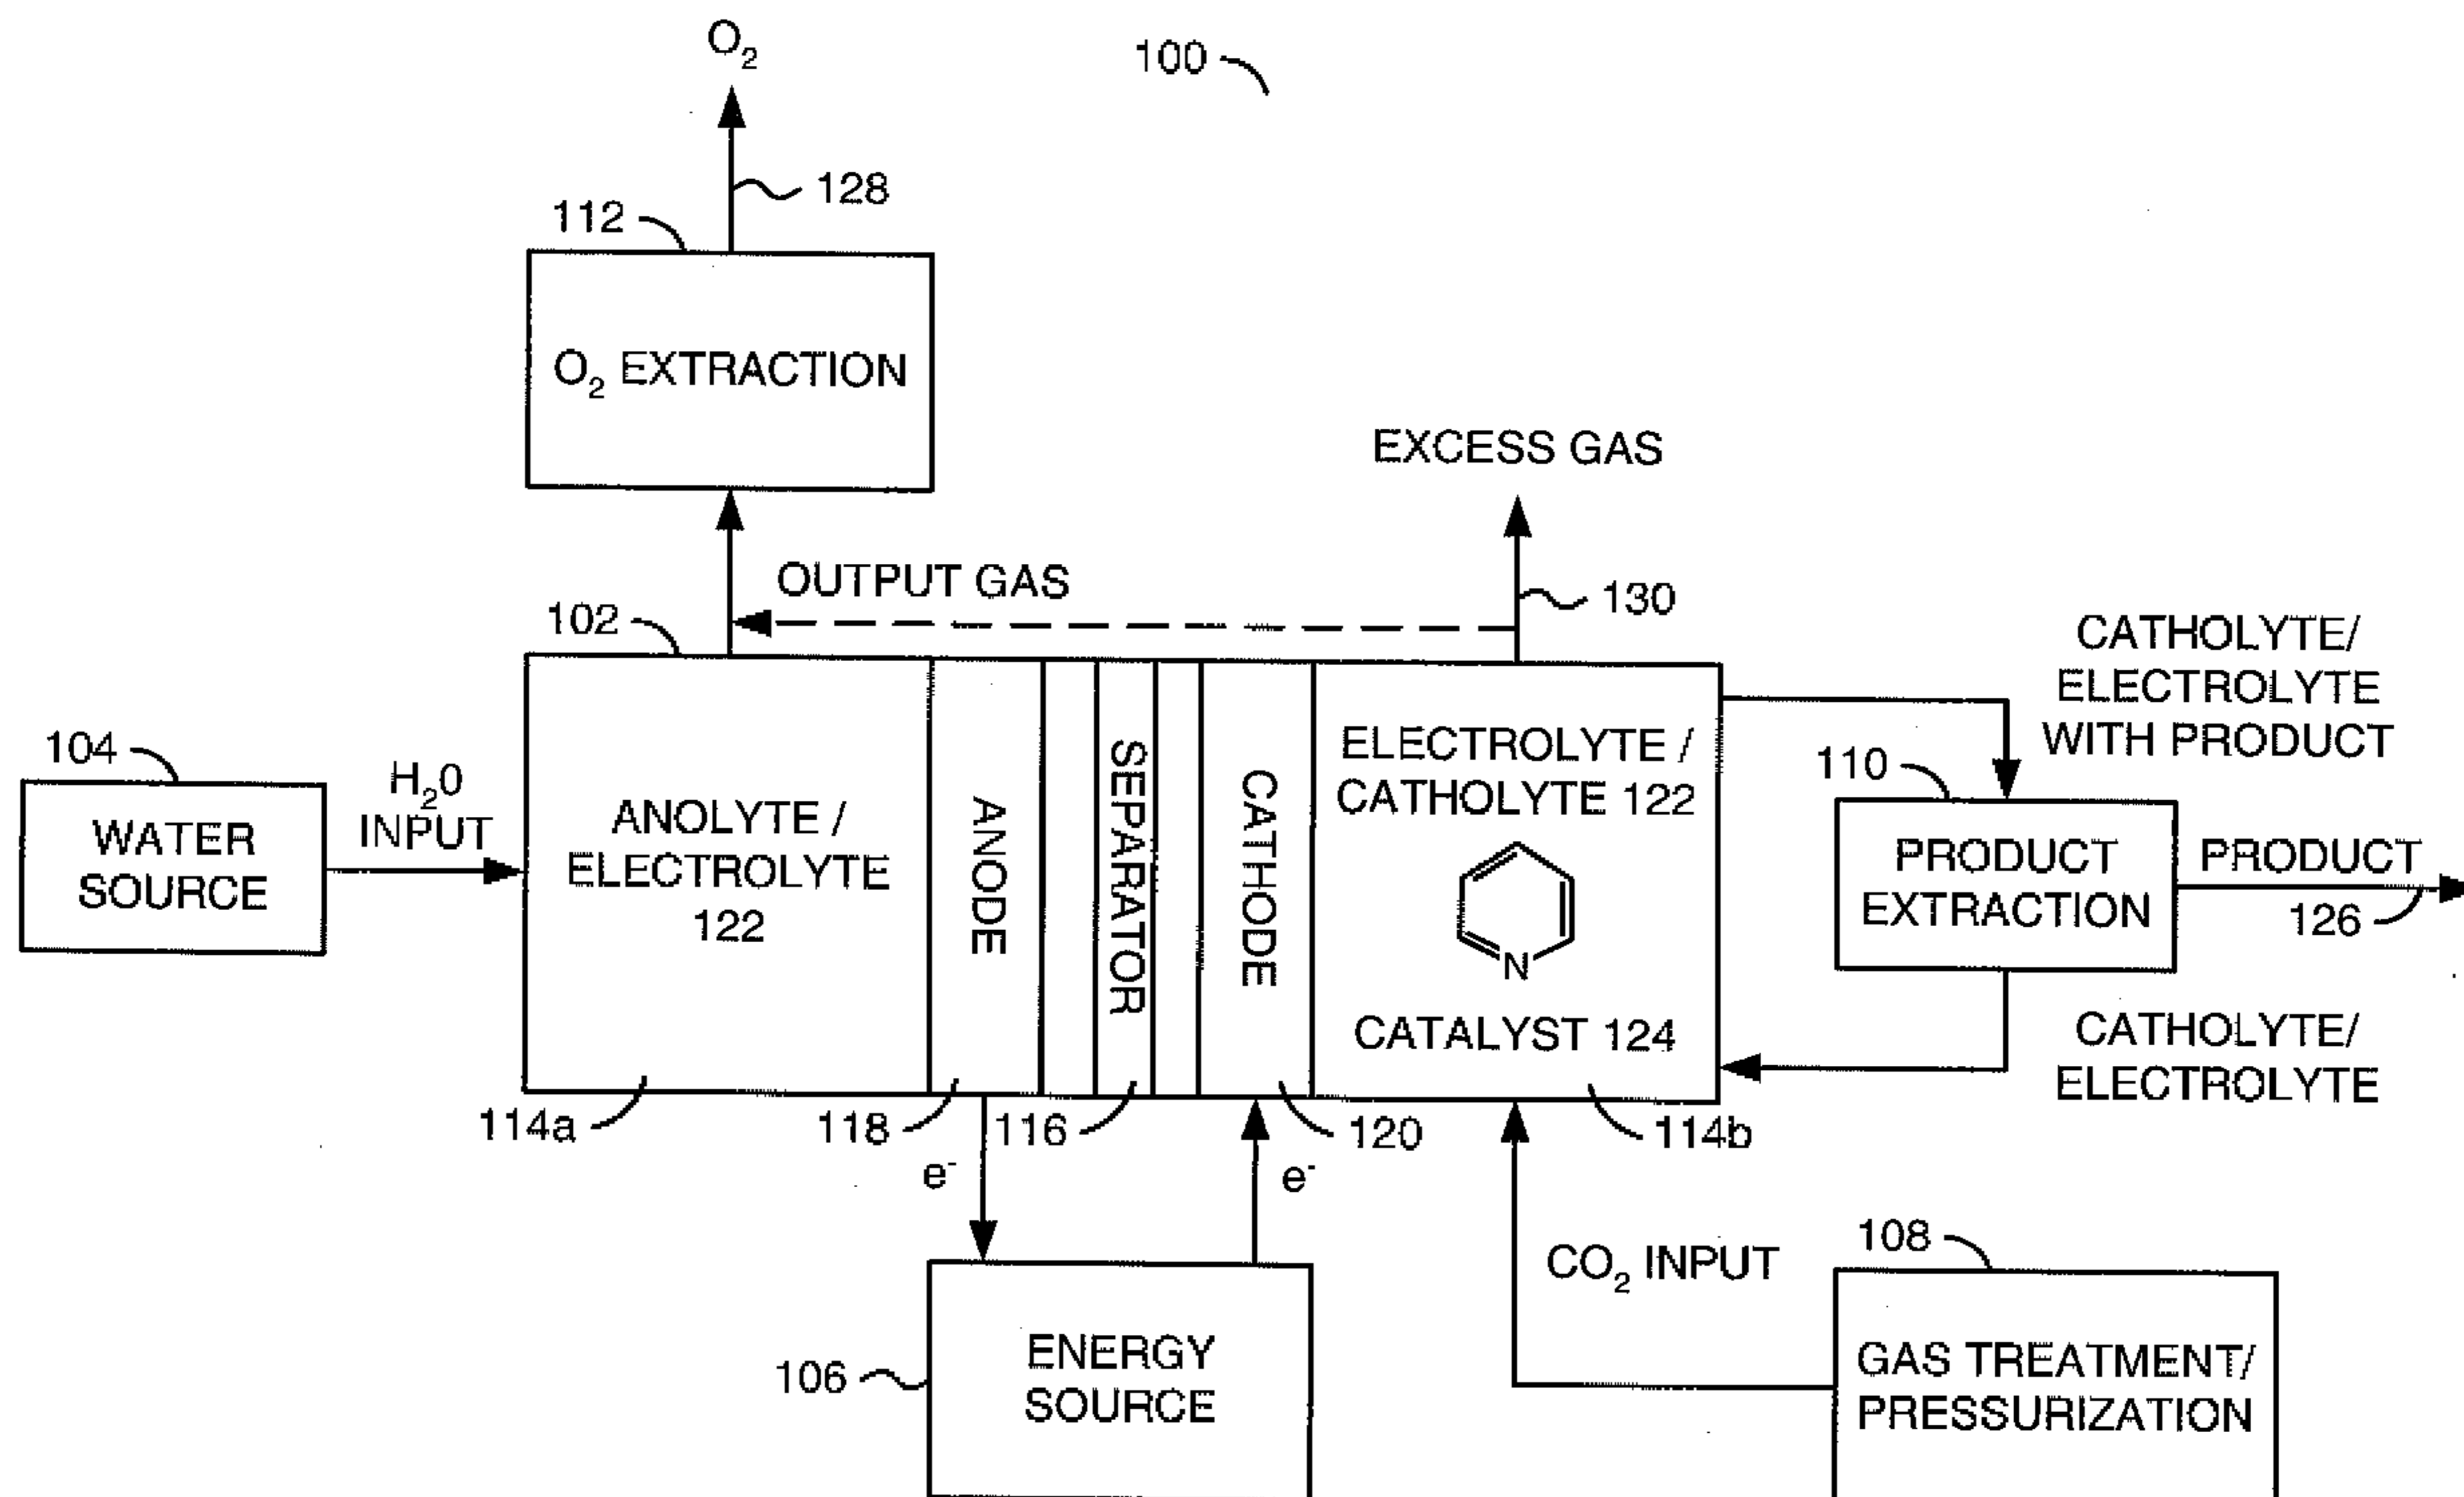 O₂
100
128
112
O₂ EXTRACTION
EXCESS GAS
OUTPUT GAS
130
102
CATHOLYTE/
ELECTROLYTE
WITH PRODUCT
104
H₂0
INPUT
WATER
SOURCE
ANOLYTE /
ELECTROLYTE
122
ANODE
SEPARATOR
CATHODE
ELECTROLYTE /
CATHOLYTE 122
N
CATALYST 124
110
PRODUCT
EXTRACTION
PRODUCT
126
CATHOLYTE/
ELECTROLYTE
114a
118
116
120
114b
e⁻
e⁻
CO₂ INPUT
108
106
ENERGY
SOURCE
GAS TREATMENT/
PRESSURIZATION